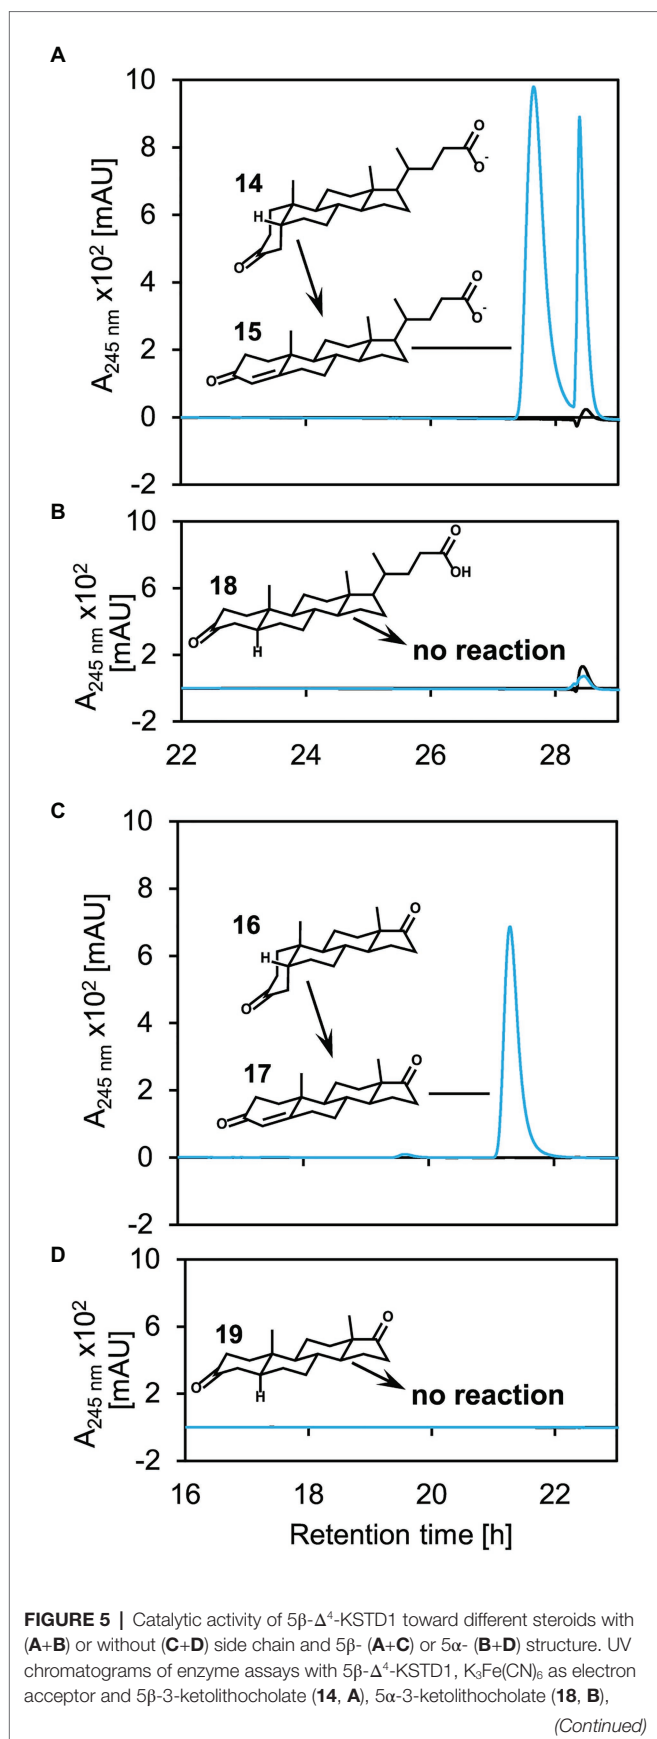 A
10
8
6
4
2
0
-2
A245 nm x10² [mAU]
14
H
O
O
O-
15
O
O
O-
B
10
6
2
-2
A245 nm x10² [mAU]
18
O
OH
O
H
no reaction
22 24 26 28
C
10
8
6
4
2
0
-2
A245 nm x10² [mAU]
16
O
H
O
17
O
O
D
10
6
2
-2
A245 nm x10² [mAU]
19
O
O
H
no reaction
16 18 20 22
Retention time [h]
FIGURE 5 | Catalytic activity of 5β-Δ⁴-KSTD1 toward different steroids with
(A+B) or without (C+D) side chain and 5β- (A+C) or 5α- (B+D) structure. UV
chromatograms of enzyme assays with 5β-Δ⁴-KSTD1, K₃Fe(CN)₆ as electron
acceptor and 5β-3-ketolithocholate (14, A), 5α-3-ketolithocholate (18, B),
(Continued)